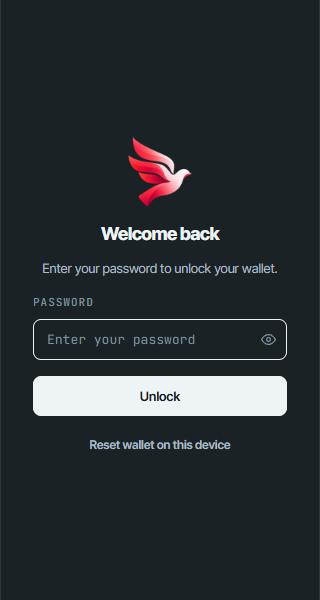 Welcome back
Enter your password to unlock your wallet.
PASSWORD
Enter your password
Unlock
Reset wallet on this device